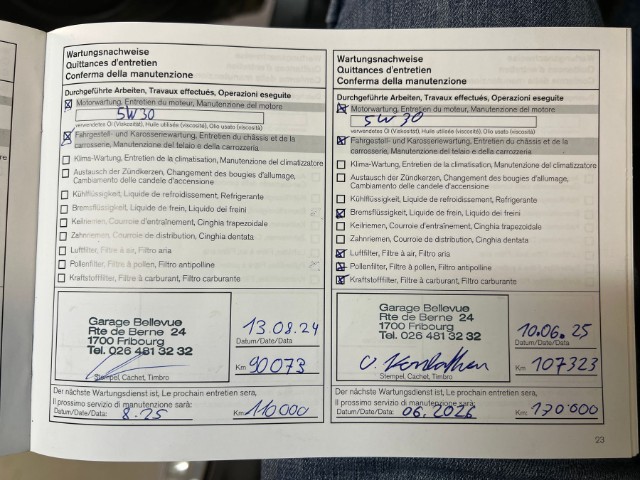 Wartungsnachweise
Quittances d'entretien
Conferma della manutenzione
Durchgeführte Arbeiten, Travaux effectués, Operazioni eseguite
Motorwartung, Entretien du moteur, Manutenzione del motore
5W30
verwendetes Öl (Viskosität), Huile utilisée (viscosité), Olio usato (viscosità)
Fahrgestell- und Karosseriewartung, Entretien du châssis et de la
carrosserie, Manutenzione del telaio e della carrozzeria
Klima-Wartung, Entretien de la climatisation, Manutenzione del climatizzatore
Austausch der Zündkerzen, Changement des bougies d'allumage,
Cambiamento delle candele d'accensione
Kühlflüssigkeit, Liquide de refroidissement, Refrigerante
Bremsflüssigkeit, Liquide de frein, Liquido dei freini
Keilriemen, Courroie d'entraînement, Cinghia trapezoidale
Zahnriemen, Courroie de distribution, Cinghia dentata
Luftfilter, Filtre à air, Filtro aria
Pollenfilter, Filtre à pollen, Filtro antipolline
Kraftstofffilter, Filtre à carburant, Filtro carburante
Garage Bellevue
Rte de Berne 24
1700 Fribourg
Tel. 026 481 32 32
Stempel, Cachet, Timbro
13.08.24
Datum/Date/Data
Km 90073
Der nächste Wartungsdienst ist, Le prochain entretien sera,
Il prossimo servizio di manutenzione sarà:
Datum/Date/Data: 8.25 Km 110000
Wartungsnachweise
Quittances d'entretien
Conferma della manutenzione
Durchgeführte Arbeiten, Travaux effectués, Operazioni eseguite
Motorwartung, Entretien du moteur, Manutenzione del motore
5W30
verwendetes Öl (Viskosität), Huile utilisée (viscosité), Olio usato (viscosità)
Fahrgestell- und Karosseriewartung, Entretien du châssis et de la
carrosserie, Manutenzione del telaio e della carrozzeria
Klima-Wartung, Entretien de la climatisation, Manutenzione del climatizzatore
Austausch der Zündkerzen, Changement des bougies d'allumage,
Cambiamento delle candele d'accensione
Kühlflüssigkeit, Liquide de refroidissement, Refrigerante
Bremsflüssigkeit, Liquide de frein, Liquido dei freini
Keilriemen, Courroie d'entraînement, Cinghia trapezoidale
Zahnriemen, Courroie de distribution, Cinghia dentata
Luftfilter, Filtre à air, Filtro aria
Pollenfilter, Filtre à pollen, Filtro antipolline
Kraftstofffilter, Filtre à carburant, Filtro carburante
Garage Bellevue
Rte de Berne 24
1700 Fribourg
Tel. 026 481 32 32
Stempel, Cachet, Timbro
10.06.25
Datum/Date/Data
Km 107323
Der nächste Wartungsdienst ist, Le prochain entretien sera,
Il prossimo servizio di manutenzione sarà:
Datum/Date/Data: 06.2026 Km 130'000
23